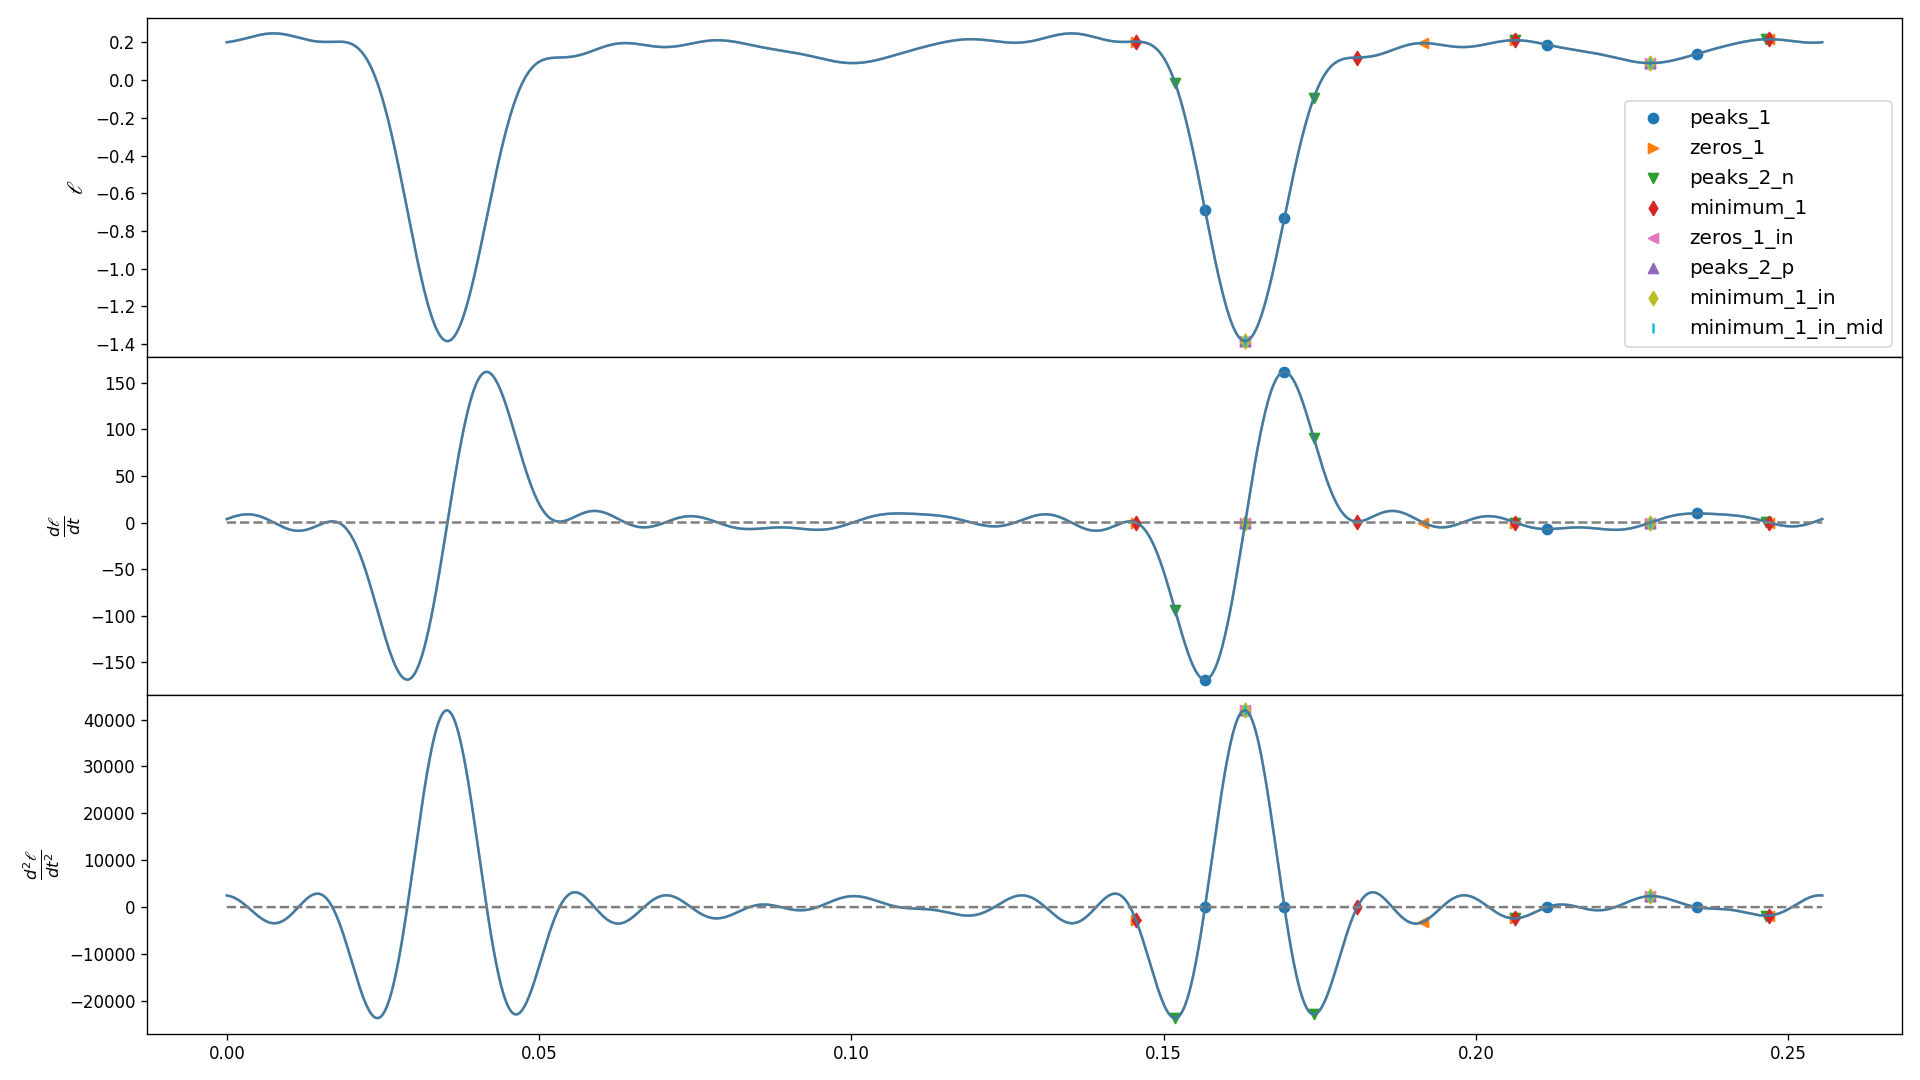 0.2
0.0
−0.2
−0.4
−0.6
−0.8
−1.0
−1.2
−1.4
ℓ
peaks_1
zeros_1
peaks_2_n
minimum_1
zeros_1_in
peaks_2_p
minimum_1_in
minimum_1_in_mid
150
100
50
0
−50
−100
−150
dℓ
dt
40000
30000
20000
10000
0
−10000
−20000
d²ℓ
dt²
0.00 0.05 0.10 0.15 0.20 0.25